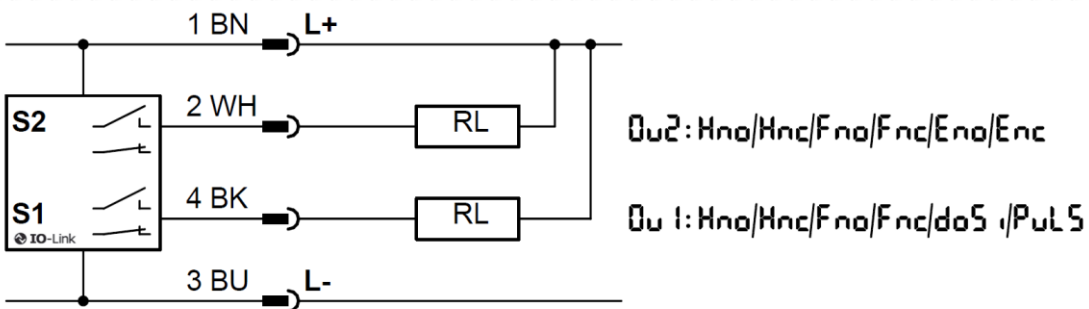 1 BN L+
S2 2 WH RL Ou2: Hno/Hnc/Fno/Fnc/Eno/Enc
S1 4 BK RL Ou1: Hno/Hnc/Fno/Fnc/doSi/PuLS
IO-Link
3 BU L-